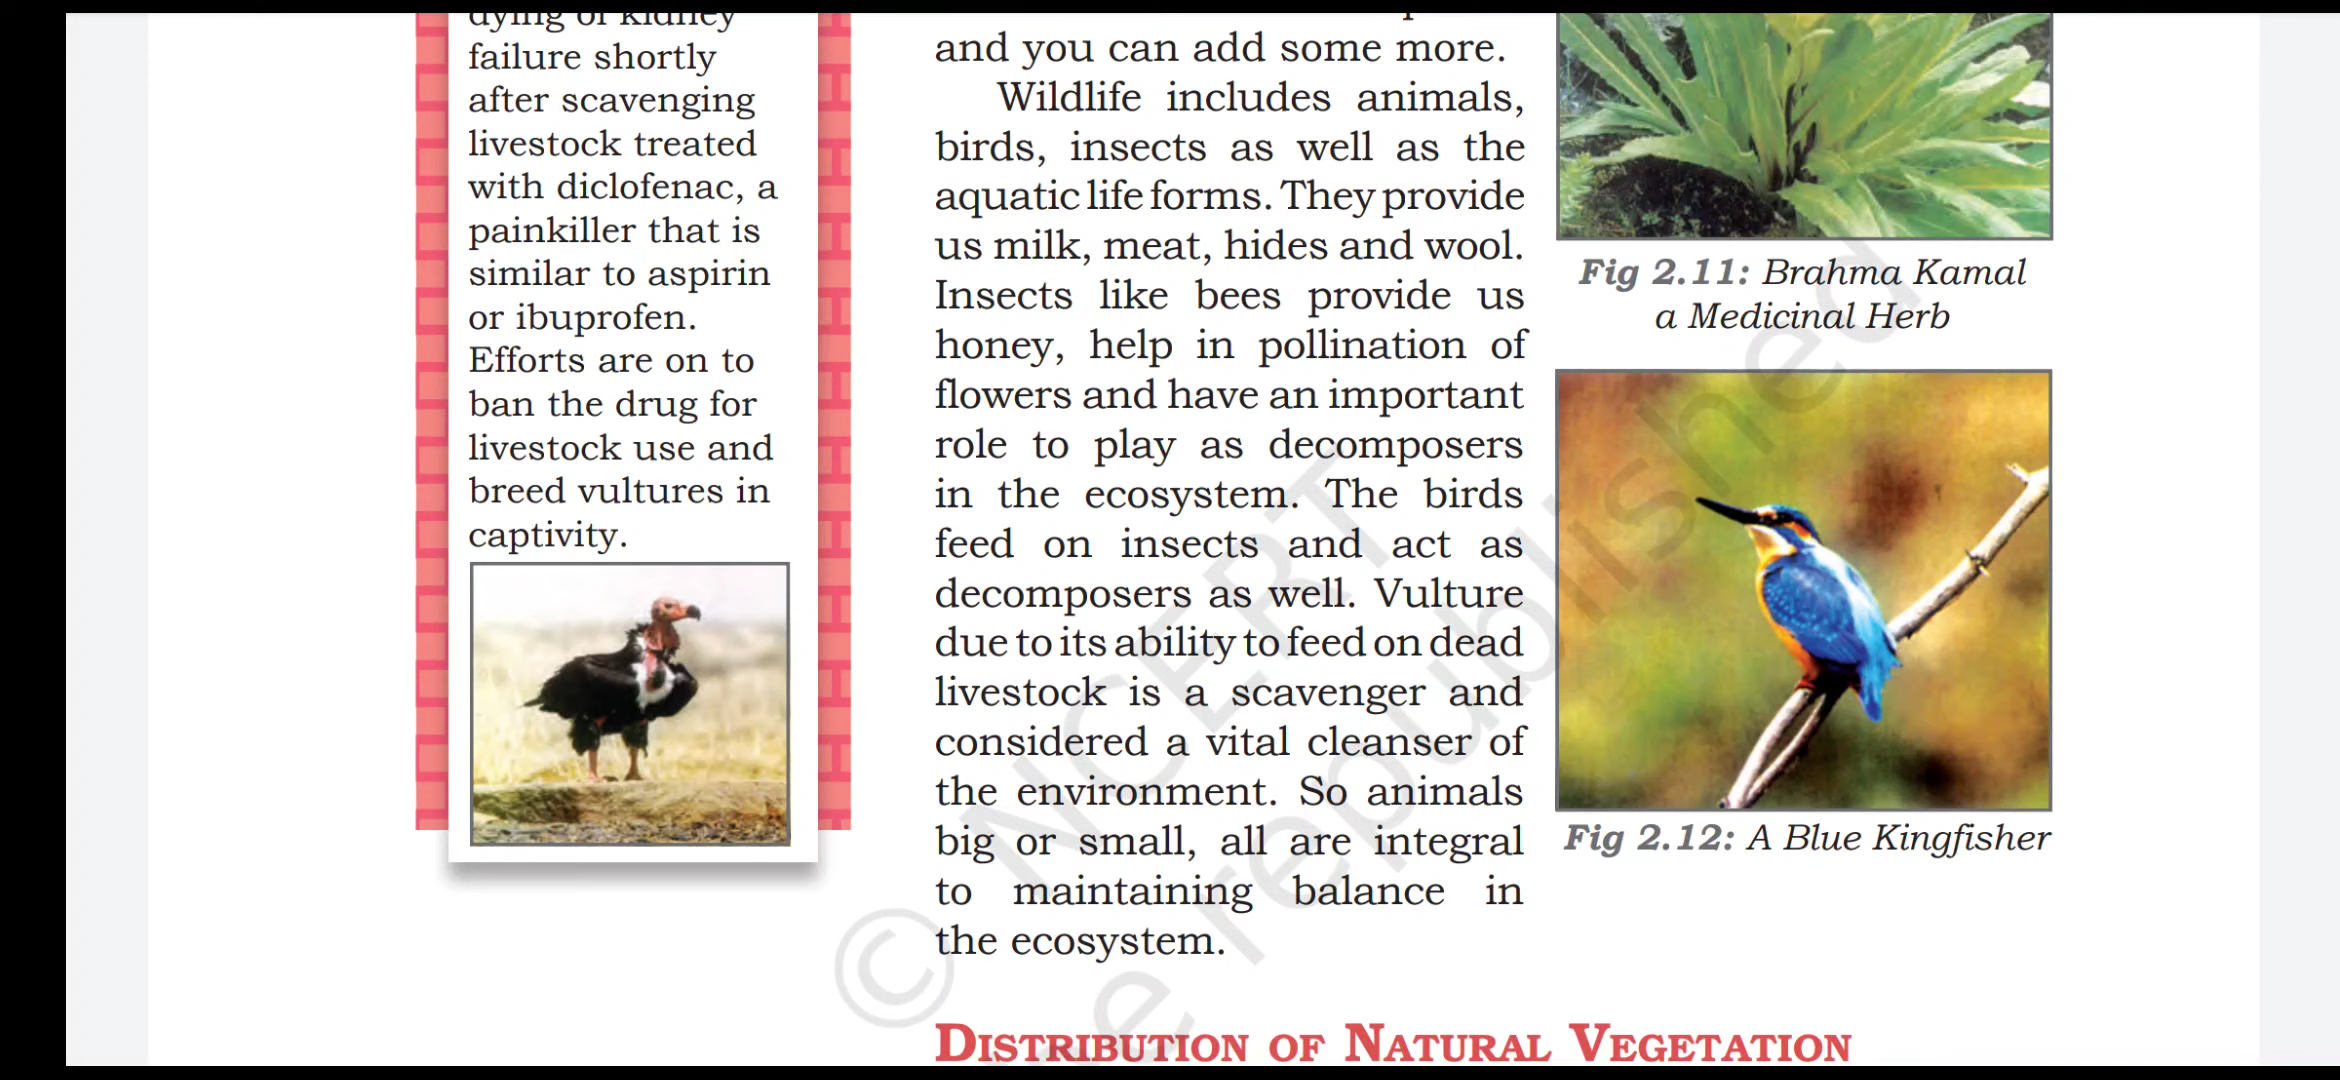 dying of kidney
failure shortly
after scavenging
livestock treated
with diclofenac, a
painkiller that is
similar to aspirin
or ibuprofen.
Efforts are on to
ban the drug for
livestock use and
breed vultures in
captivity.
and you can add some more.
Wildlife includes animals,
birds, insects as well as the
aquatic life forms. They provide
us milk, meat, hides and wool.
Insects like bees provide us
honey, help in pollination of
flowers and have an important
role to play as decomposers
in the ecosystem. The birds
feed on insects and act as
decomposers as well. Vulture
due to its ability to feed on dead
livestock is a scavenger and
considered a vital cleanser of
the environment. So animals
big or small, all are integral
to maintaining balance in
the ecosystem.
Fig 2.11: Brahma Kamal
a Medicinal Herb
Fig 2.12: A Blue Kingfisher
DISTRIBUTION OF NATURAL VEGETATION
© NCERT
republished